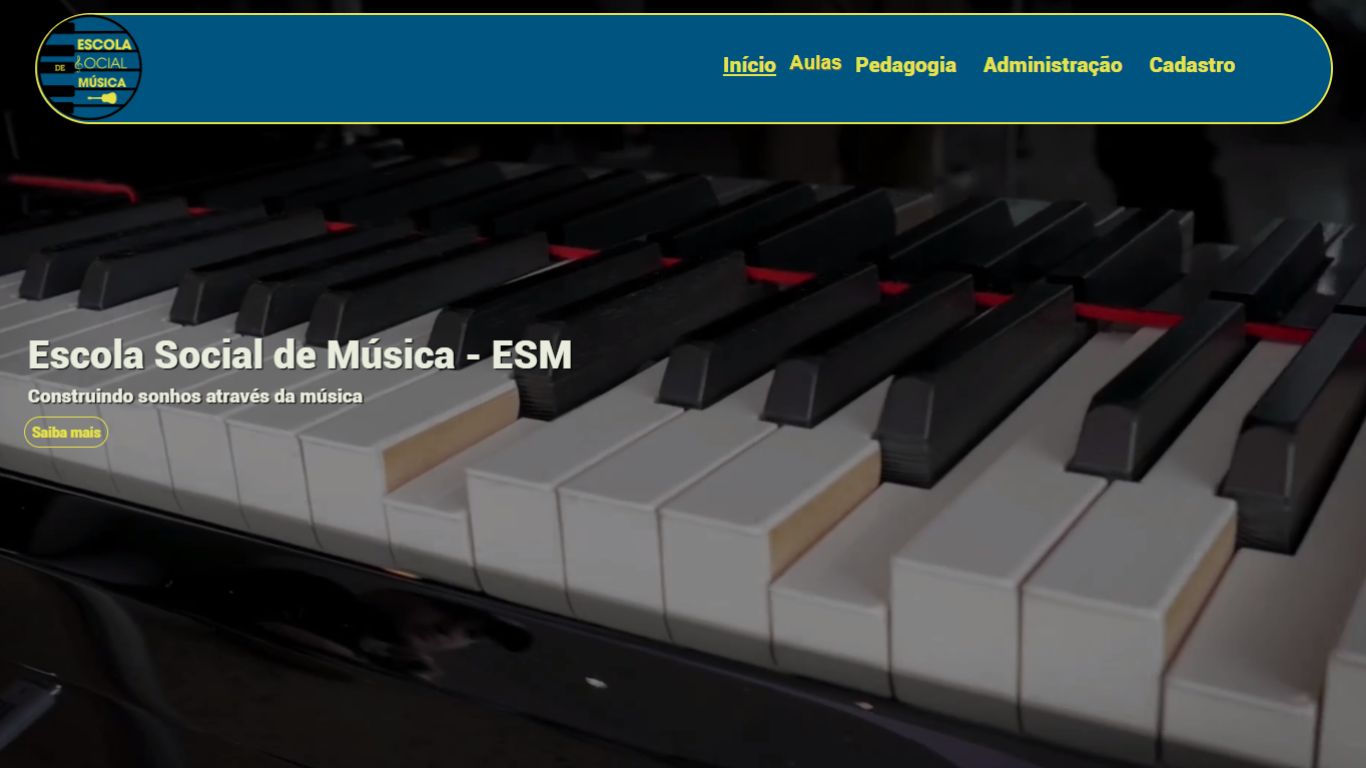 ESCOLA
DE SOCIAL
MÚSICA
Início Aulas Pedagogia Administração Cadastro
Escola Social de Música - ESM
Construindo sonhos através da música
Saiba mais